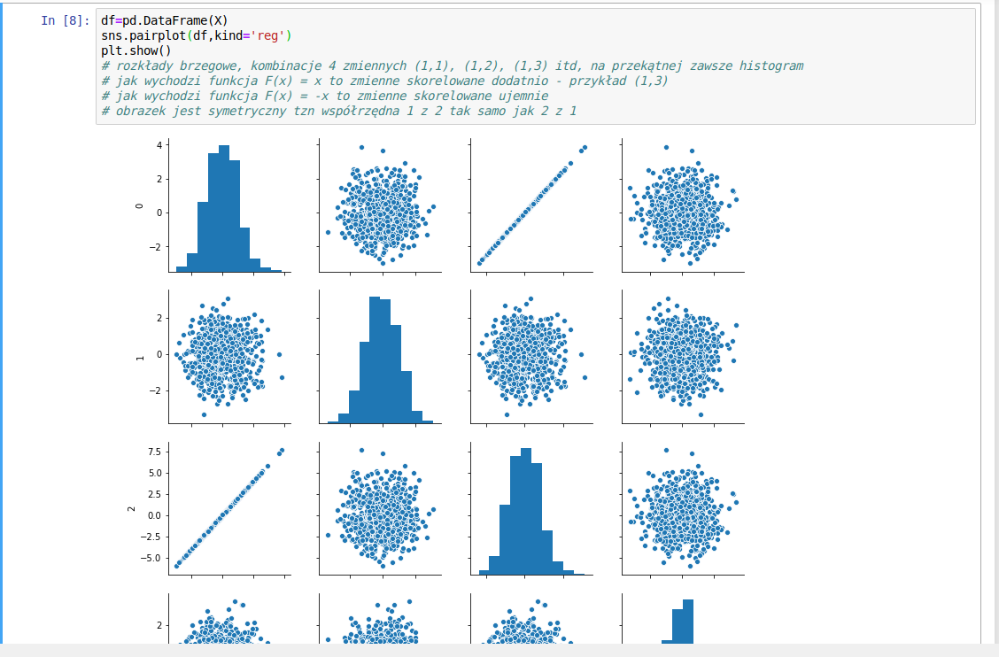 In [8]:
df=pd.DataFrame(X)
sns.pairplot(df,kind='reg')
plt.show()
# rozkłady brzegowe, kombinacje 4 zmiennych (1,1), (1,2), (1,3) itd, na przekątnej zawsze histogram
# jak wychodzi funkcja F(x) = x to zmienne skorelowane dodatnio - przykład (1,3)
# jak wychodzi funkcja F(x) = -x to zmienne skorelowane ujemnie
# obrazek jest symetryczny tzn współrzędna 1 z 2 tak samo jak 2 z 1
4
2
0
−2
0
2
0
−2
1
7.5
5.0
2.5
0.0
−2.5
−5.0
2
2